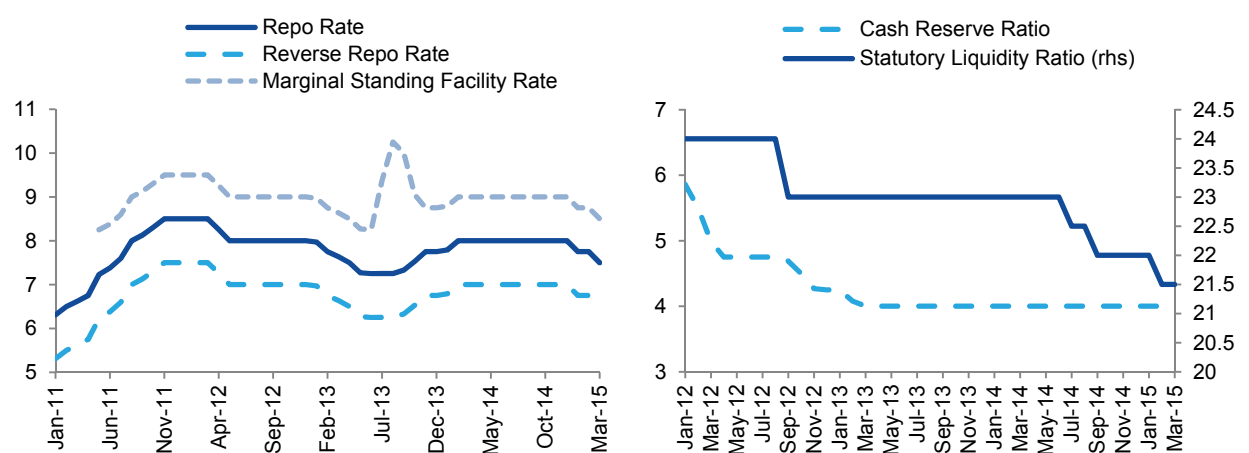 Repo Rate
Reverse Repo Rate
Marginal Standing Facility Rate
11
10
9
8
7
6
5
Jan-11
Jun-11
Nov-11
Apr-12
Sep-12
Feb-13
Jul-13
Dec-13
May-14
Oct-14
Mar-15
Cash Reserve Ratio
Statutory Liquidity Ratio (rhs)
7
6
5
4
3
24.5
24
23.5
23
22.5
22
21.5
21
20.5
20
Jan-12
Mar-12
May-12
Jul-12
Sep-12
Nov-12
Jan-13
Mar-13
May-13
Jul-13
Sep-13
Nov-13
Jan-14
Mar-14
May-14
Jul-14
Sep-14
Nov-14
Jan-15
Mar-15